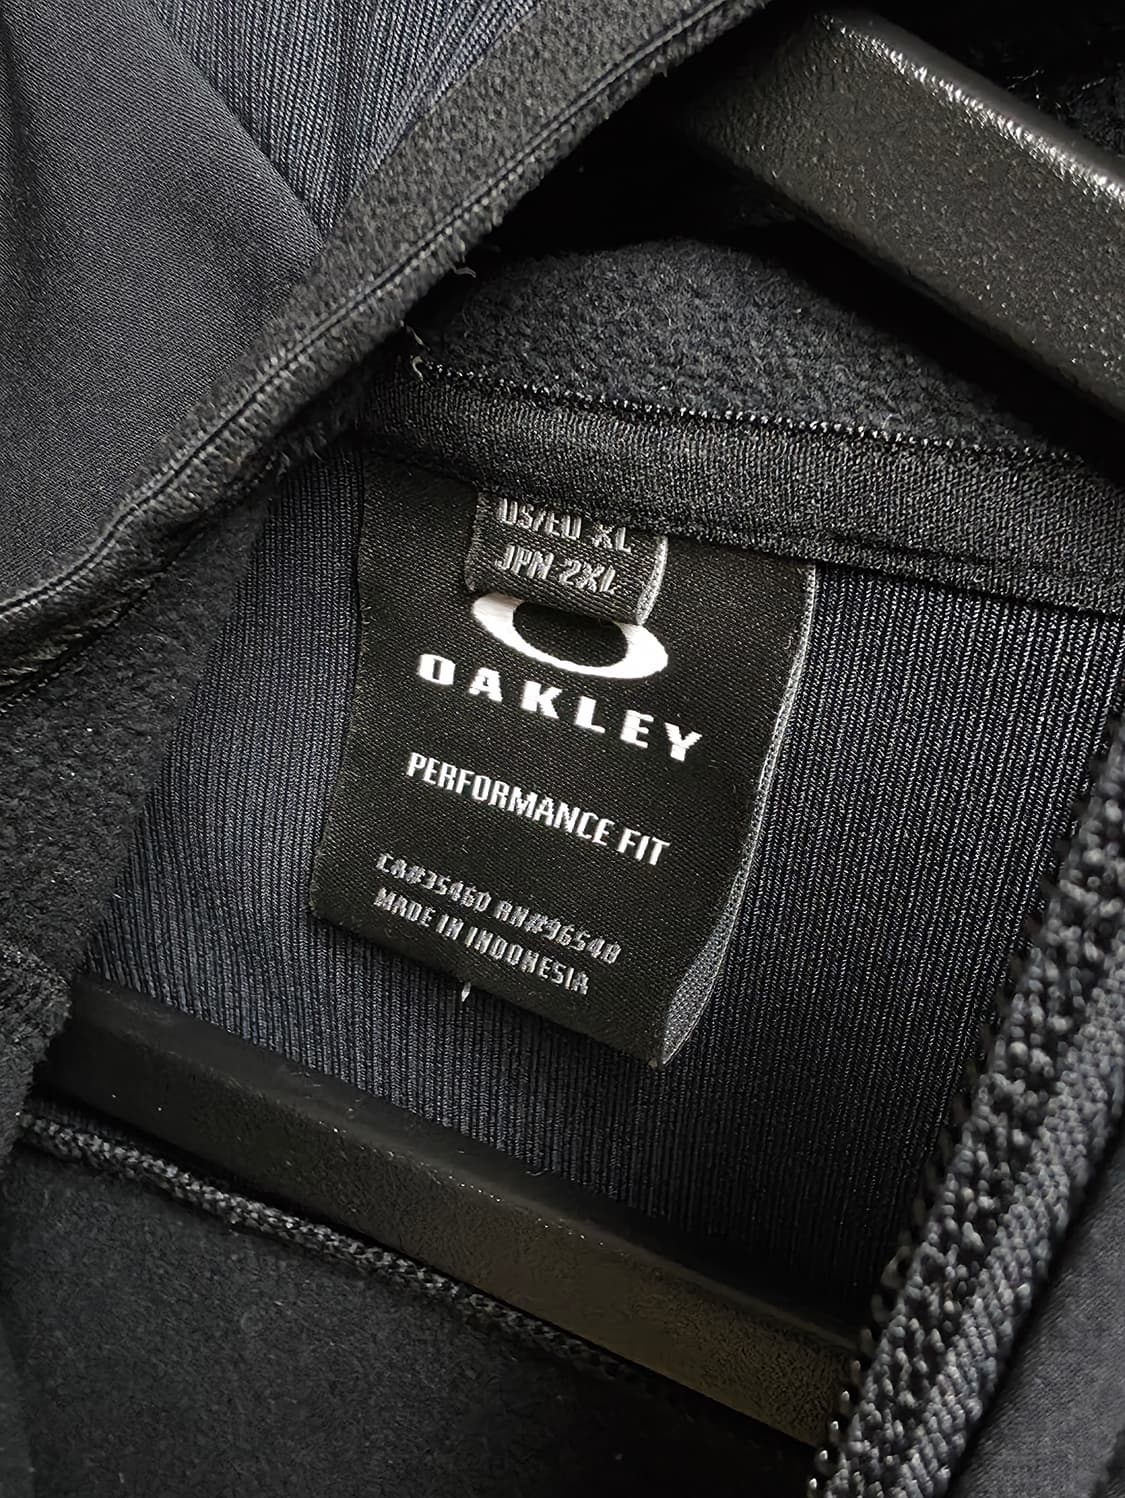 US/EU XL
JPN 2XL
OAKLEY
PERFORMANCE FIT
CA#35460 RN#96548
MADE IN INDONESIA